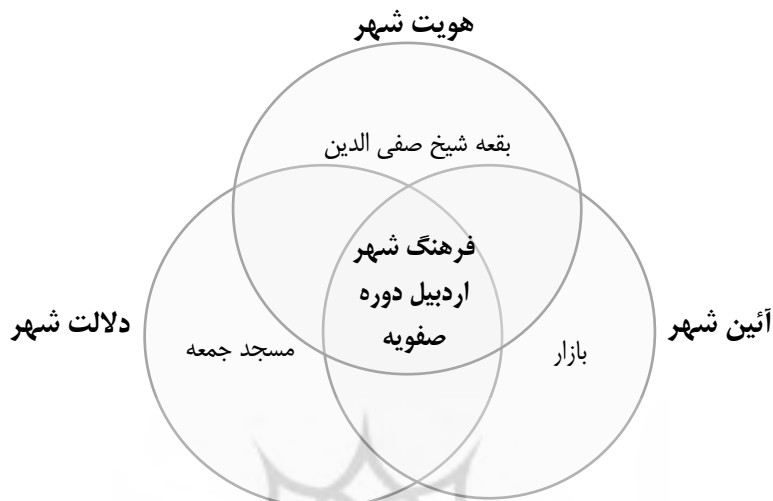 هویت شهر
بقعه شیخ صفی الدین
فرهنگ شهر
اردبیل دوره
صفویه
آئین شهر
بازار
مسجد جمعه
دلالت شهر